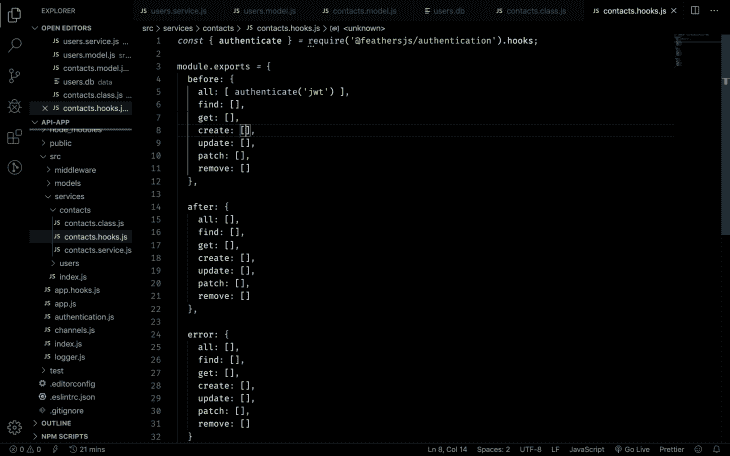 EXPLORER
OPEN EDITORS
JS users.service.js ...
JS users.model.js sr...
JS contacts.model.j...
users.db data
JS contacts.class.js ...
JS contacts.hooks.j...
API-APP
node_modules
public
src
middleware
models
services
contacts
JS contacts.class.js
JS contacts.hooks.js
JS contacts.service.js
users
JS index.js
JS app.hooks.js
JS app.js
JS authentication.js
JS channels.js
JS index.js
JS logger.js
test
.editorconfig
.eslintrc.json
.gitignore
OUTLINE
NPM SCRIPTS
JS users.service.js JS users.model.js JS contacts.model.js users.db JS contacts.class.js JS contacts.hooks.js
src > services > contacts > JS contacts.hooks.js > <unknown>
1 const { authenticate } = require('@feathersjs/authentication').hooks;
2
3 module.exports = {
4 before: {
5 all: [ authenticate('jwt') ],
6 find: [],
7 get: [],
8 create: [],
9 update: [],
10 patch: [],
11 remove: []
12 },
13
14 after: {
15 all: [],
16 find: [],
17 get: [],
18 create: [],
19 update: [],
20 patch: [],
21 remove: []
22 },
23
24 error: {
25 all: [],
26 find: [],
27 get: [],
28 create: [],
29 update: [],
30 patch: [],
31 remove: []
32 }
0 0 21 mins Ln 8, Col 14 Spaces: 2 UTF-8 LF JavaScript Go Live Prettier